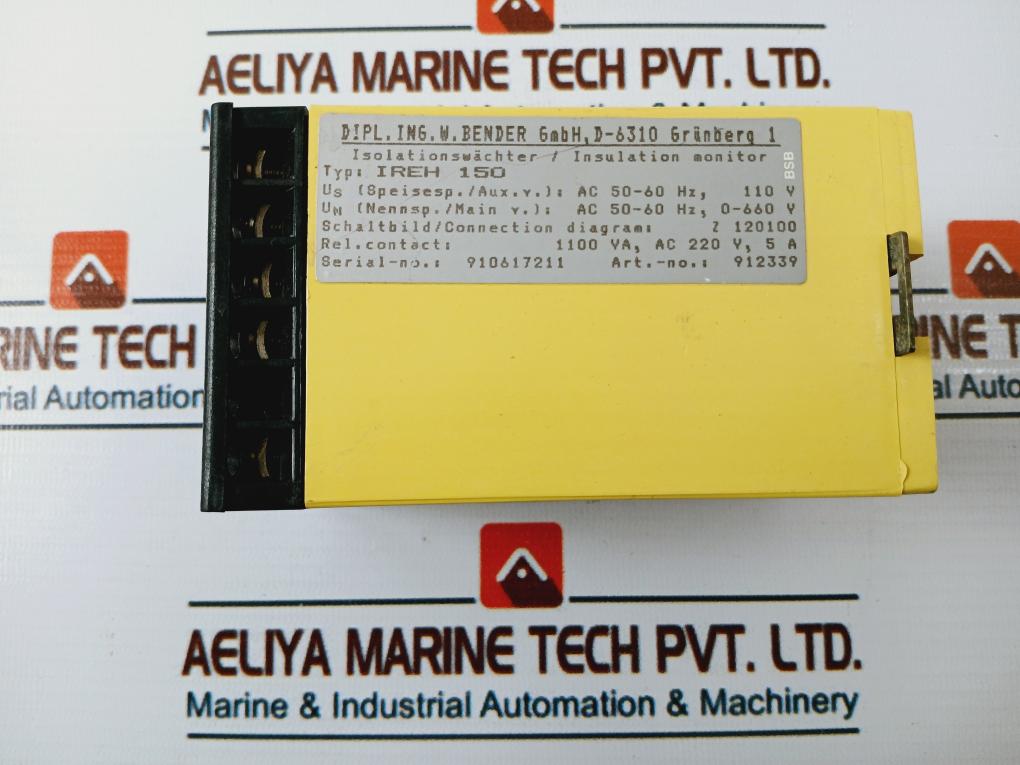 AELIYA MARINE TECH PVT. LTD.
DIPL.ING.W.BENDER GmbH,D-6310 Grünberg 1
Isolationswächter / Insulation monitor
BSB
Typ: IREH 150
US (Speisesp./Aux.v.): AC 50-60 Hz, 110 V
UN (Nennsp./Main v.): AC 50-60 Hz, 0-660 V
Schaltbild/Connection diagram: Z 120100
Rel.contact: 1100 VA, AC 220 V, 5 A
Serial-no.: 910617211 Art.-no.: 912339
RINE TECH
rial Automation
NE T
al Auto
AELIYA MARINE TECH PVT. LTD.
Marine & Industrial Automation & Machinery